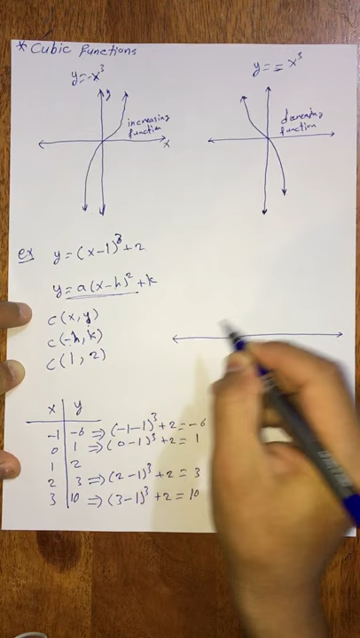 * Cubic Functions
y=-x³
y==x³
y
increasing
function
x
decreasing
function
ex y=(x-1)³+2
y=a(x-h)²+k
c(x,y)
c(-h,k)
c(1,2)
x y
-1 -6 ⇒ (-1-1)³+2=-6
0 1 ⇒ (0-1)³+2=1
1 2
2 3 ⇒ (2-1)³+2=3
3 10 ⇒ (3-1)³+2=10